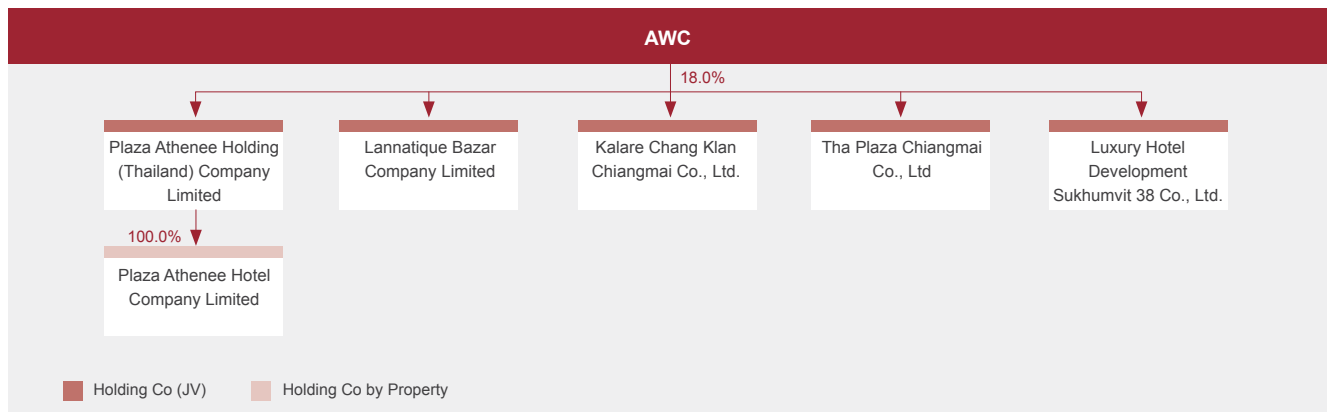 AWC
18.0%
Plaza Athenee Holding
(Thailand) Company
Limited
Lannatique Bazar
Company Limited
Kalare Chang Klan
Chiangmai Co., Ltd.
Tha Plaza Chiangmai
Co., Ltd
Luxury Hotel
Development
Sukhumvit 38 Co., Ltd.
100.0%
Plaza Athenee Hotel
Company Limited
Holding Co (JV)
Holding Co by Property